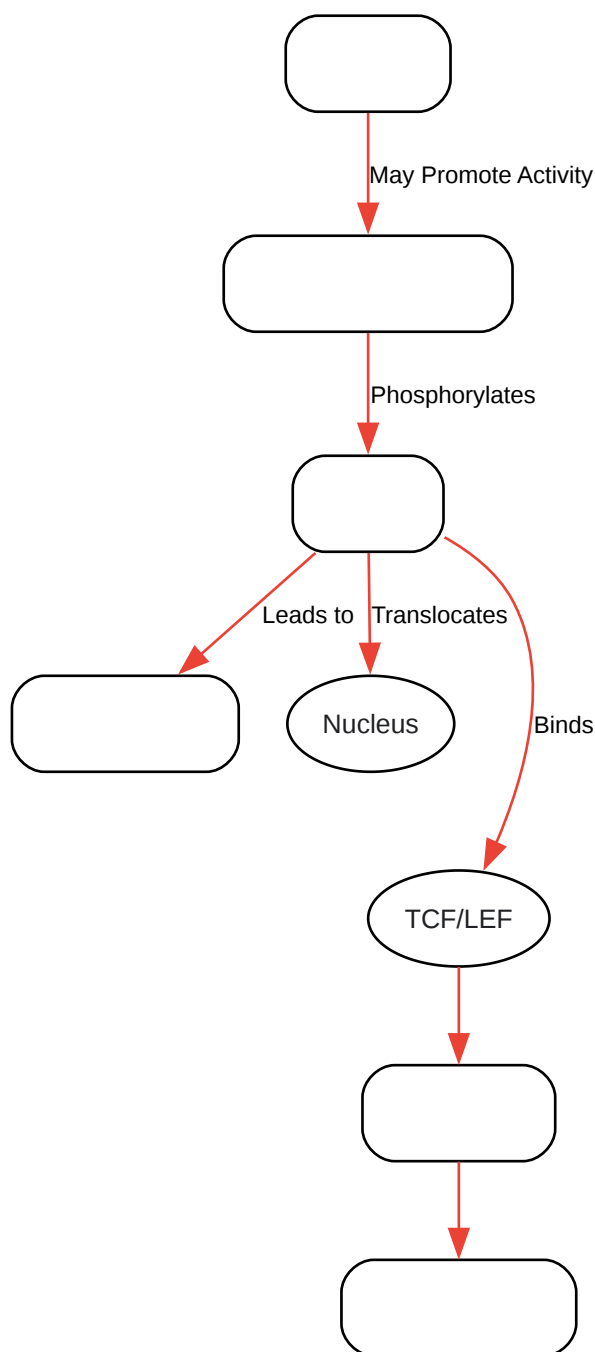 May Promote Activity
Phosphorylates
Leads to
Translocates
Nucleus
Binds
TCF/LEF